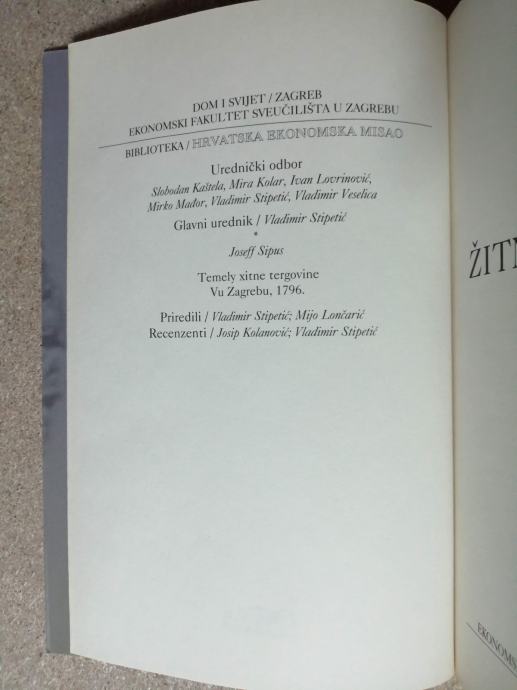 DOM I SVIJET / ZAGREB
EKONOMSKI FAKULTET SVEUČILIŠTA U ZAGREBU
BIBLIOTEKA / HRVATSKA EKONOMSKA MISAO
Urednički odbor
Slobodan Kaštela, Mira Kolar, Ivan Lovrinović,
Mirko Mađor, Vladimir Stipetić, Vladimir Veselica
Glavni urednik / Vladimir Stipetić
*
Joseff Sipus
Temely xitne tergovine
Vu Zagrebu, 1796.
Priredili / Vladimir Stipetić; Mijo Lončarić
Recenzenti / Josip Kolanović; Vladimir Stipetić
ŽITN
EKONOMS